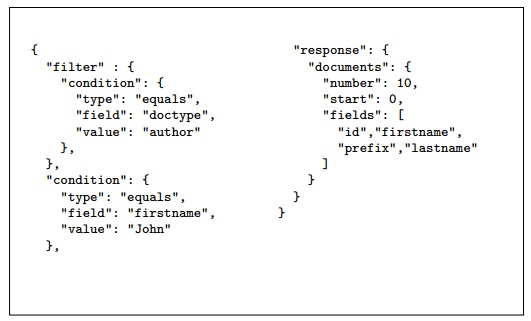 {
  "filter" : {
    "condition": {
      "type": "equals",
      "field": "doctype",
      "value": "author"
    },
  },
  "condition": {
    "type": "equals",
    "field": "firstname",
    "value": "John"
  },
  "response": {
    "documents": {
      "number": 10,
      "start": 0,
      "fields": [
        "id","firstname",
        "prefix","lastname"
      ]
    }
  }
}